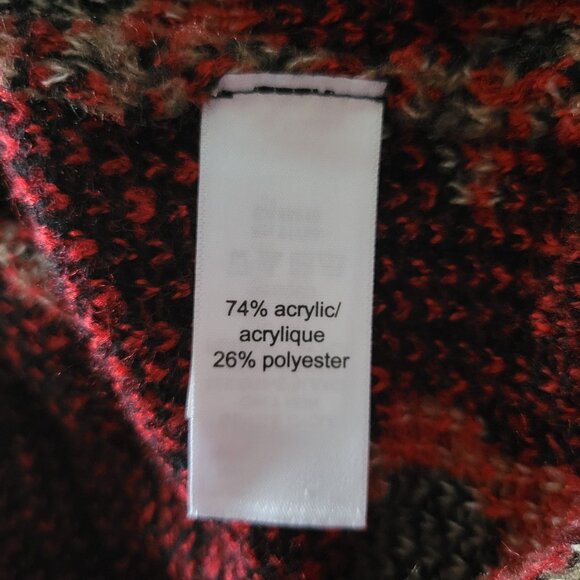 74% acrylic/
acrylique
26% polyester